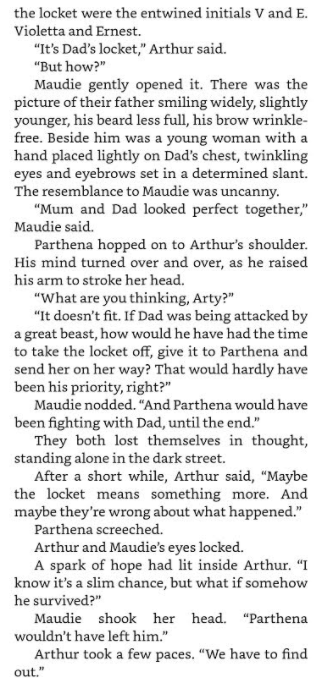 the locket were the entwined initials V and E.
Violetta and Ernest.
“It’s Dad’s locket,” Arthur said.
“But how?”
Maudie gently opened it. There was the
picture of their father smiling widely, slightly
younger, his beard less full, his brow wrinkle-
free. Beside him was a young woman with a
hand placed lightly on Dad’s chest, twinkling
eyes and eyebrows set in a determined slant.
The resemblance to Maudie was uncanny.
“Mum and Dad looked perfect together,”
Maudie said.
Parthena hopped on to Arthur’s shoulder.
His mind turned over and over, as he raised
his arm to stroke her head.
“What are you thinking, Arty?”
“It doesn’t fit. If Dad was being attacked by
a great beast, how would he have had the time
to take the locket off, give it to Parthena and
send her on her way? That would hardly have
been his priority, right?”
Maudie nodded. “And Parthena would have
been fighting with Dad, until the end.”
They both lost themselves in thought,
standing alone in the dark street.
After a short while, Arthur said, “Maybe
the locket means something more. And
maybe they’re wrong about what happened.”
Parthena screeched.
Arthur and Maudie’s eyes locked.
A spark of hope had lit inside Arthur. “I
know it’s a slim chance, but what if somehow
he survived?”
Maudie shook her head. “Parthena
wouldn’t have left him.”
Arthur took a few paces. “We have to find
out.”